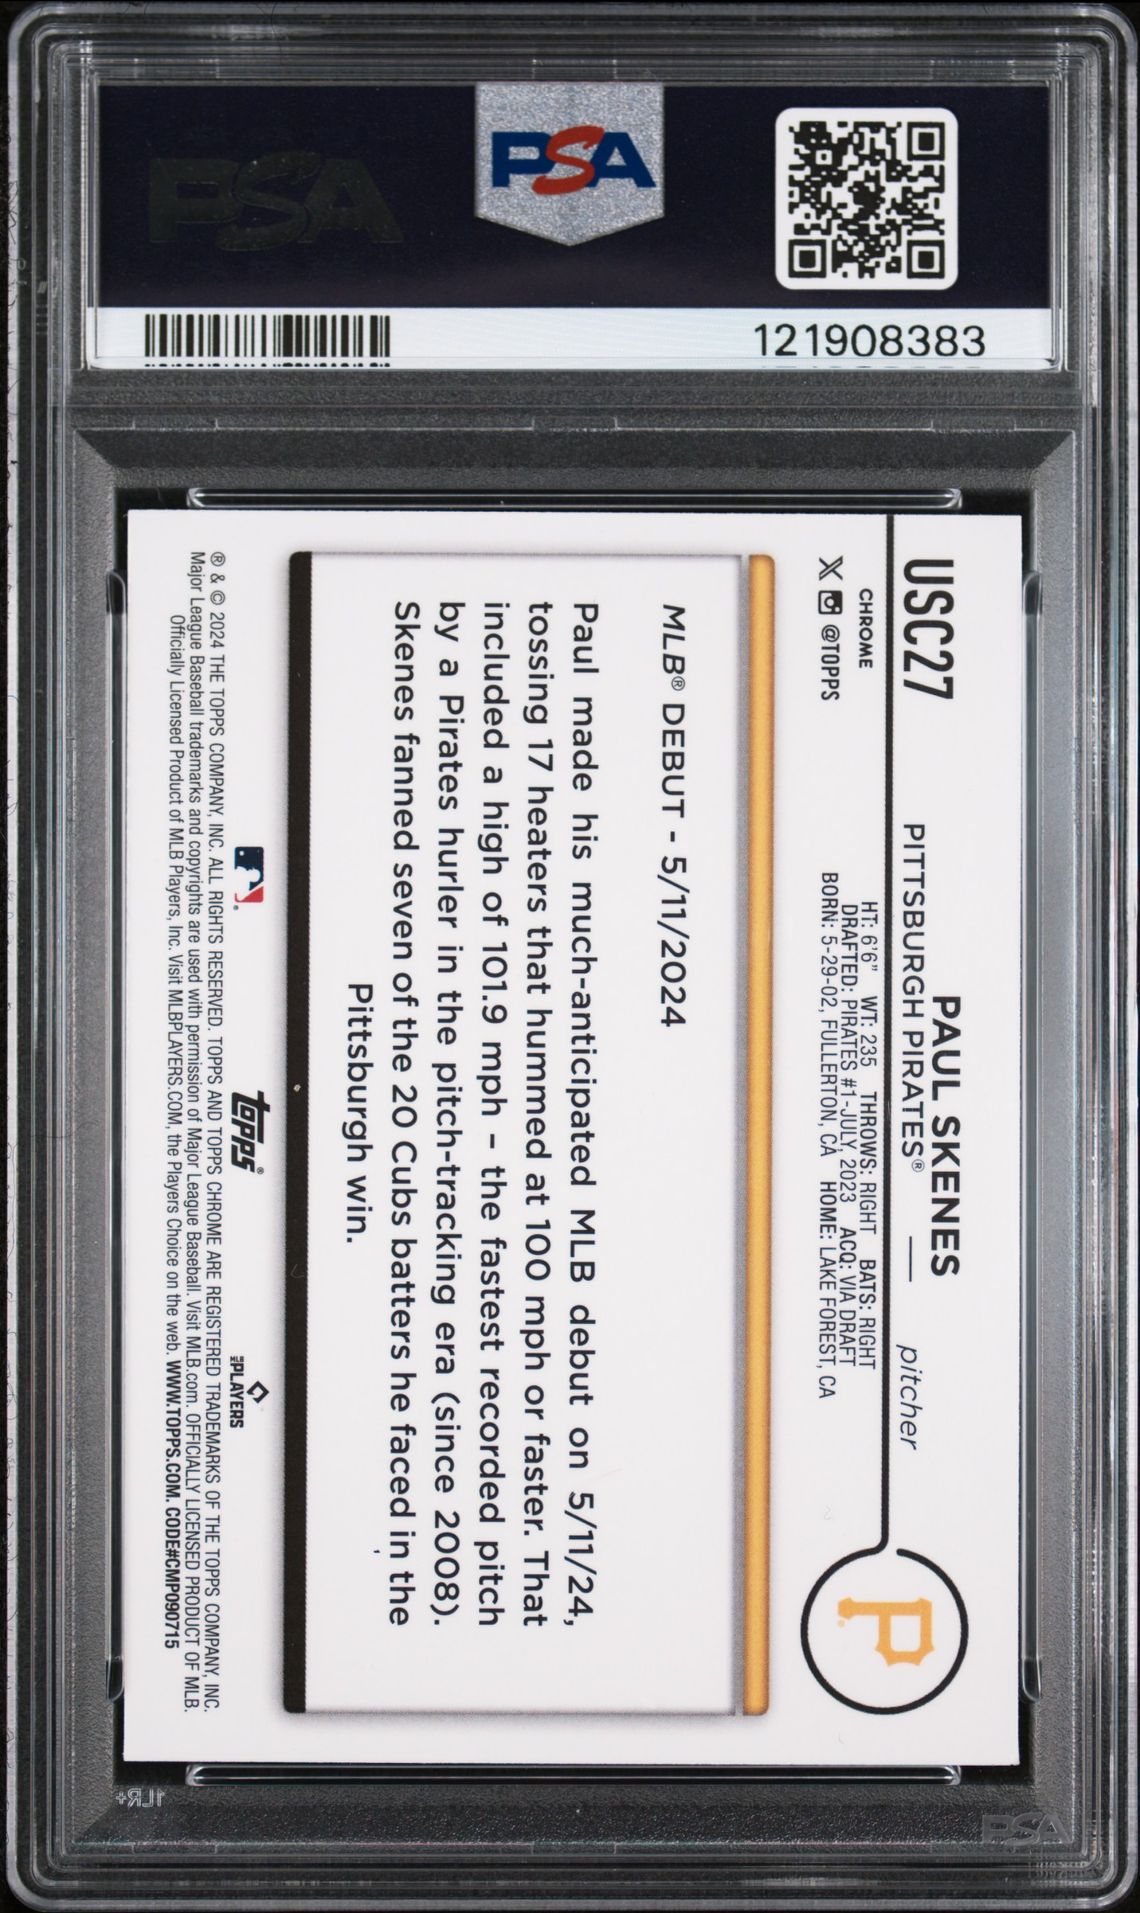 PSA
PSA
121908383
USC27
PAUL SKENES
PITTSBURGH PIRATES® — pitcher
CHROME
X @TOPPS
HT: 6'6" WT: 235 THROWS: RIGHT BATS: RIGHT
DRAFTED: PIRATES #1-JULY, 2023 ACQ: VIA DRAFT
BORN: 5-29-02, FULLERTON, CA HOME: LAKE FOREST, CA
P
MLB® DEBUT - 5/11/2024
Paul made his much-anticipated MLB debut on 5/11/24,
tossing 17 heaters that hummed at 100 mph or faster. That
included a high of 101.9 mph – the fastest recorded pitch
by a Pirates hurler in the pitch-tracking era (since 2008).
Skenes fanned seven of the 20 Cubs batters he faced in the
Pittsburgh win.
topps®
PLAYERS
® & © 2024 THE TOPPS COMPANY, INC. ALL RIGHTS RESERVED. TOPPS AND TOPPS CHROME ARE REGISTERED TRADEMARKS OF THE TOPPS COMPANY, INC.
Major League Baseball trademarks and copyrights are used with permission of Major League Baseball. Visit MLB.com. OFFICIALLY LICENSED PRODUCT OF MLB.
Officially Licensed Product of MLB Players, Inc. Visit MLBPLAYERS.COM, the Players Choice on the web. WWW.TOPPS.COM. CODE#CMP090715
1LR+
PSA